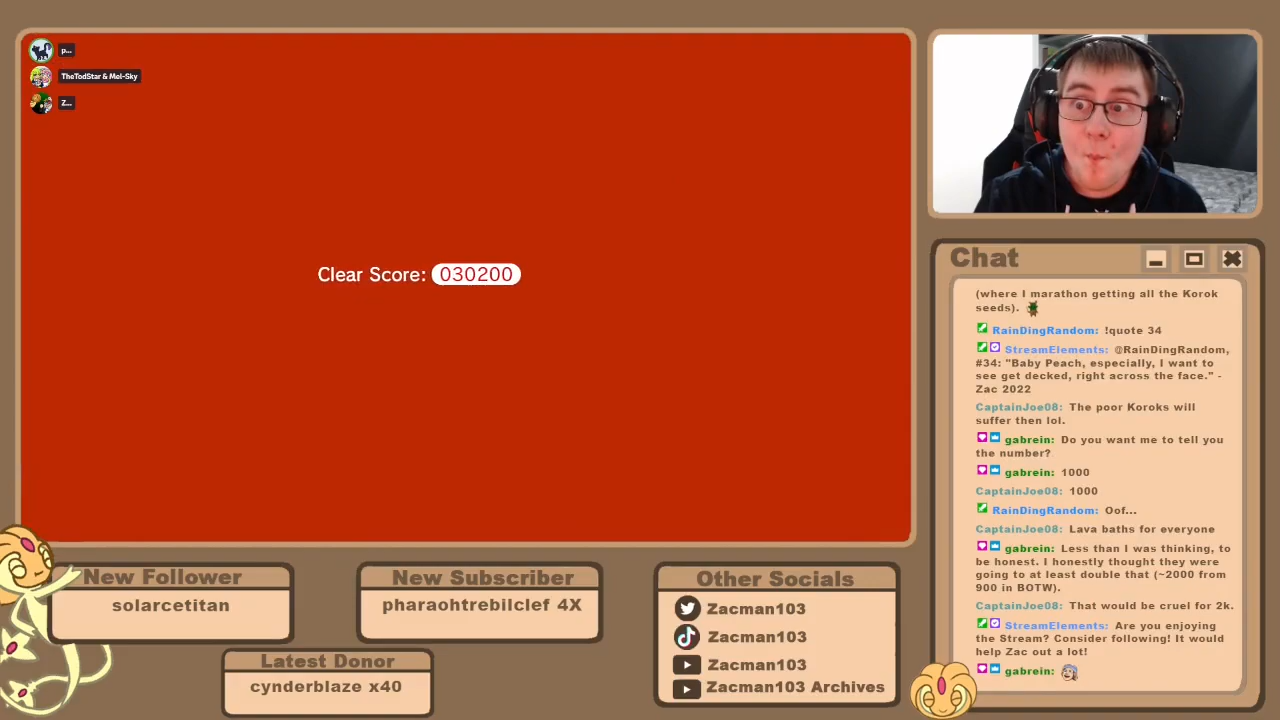 p...
TheTodStar & Mel-Sky
Z...
Clear Score: 030200
Chat
(where I marathon getting all the Korok
seeds).
RainDingRandom: !quote 34
StreamElements: @RainDingRandom,
#34: "Baby Peach, especially, I want to
see get decked, right across the face." -
Zac 2022
CaptainJoe08: The poor Koroks will
suffer then lol.
gabrein: Do you want me to tell you
the number?
gabrein: 1000
CaptainJoe08: 1000
RainDingRandom: Oof...
CaptainJoe08: Lava baths for everyone
gabrein: Less than I was thinking, to
be honest. I honestly thought they were
going to at least double that (~2000 from
900 in BOTW).
CaptainJoe08: That would be cruel for 2k.
StreamElements: Are you enjoying
the Stream? Consider following! It would
help Zac out a lot!
gabrein:
New Follower
solarcetitan
New Subscriber
pharaohtrebilclef 4X
Latest Donor
cynderblaze x40
Other Socials
Zacman103
Zacman103
Zacman103
Zacman103 Archives